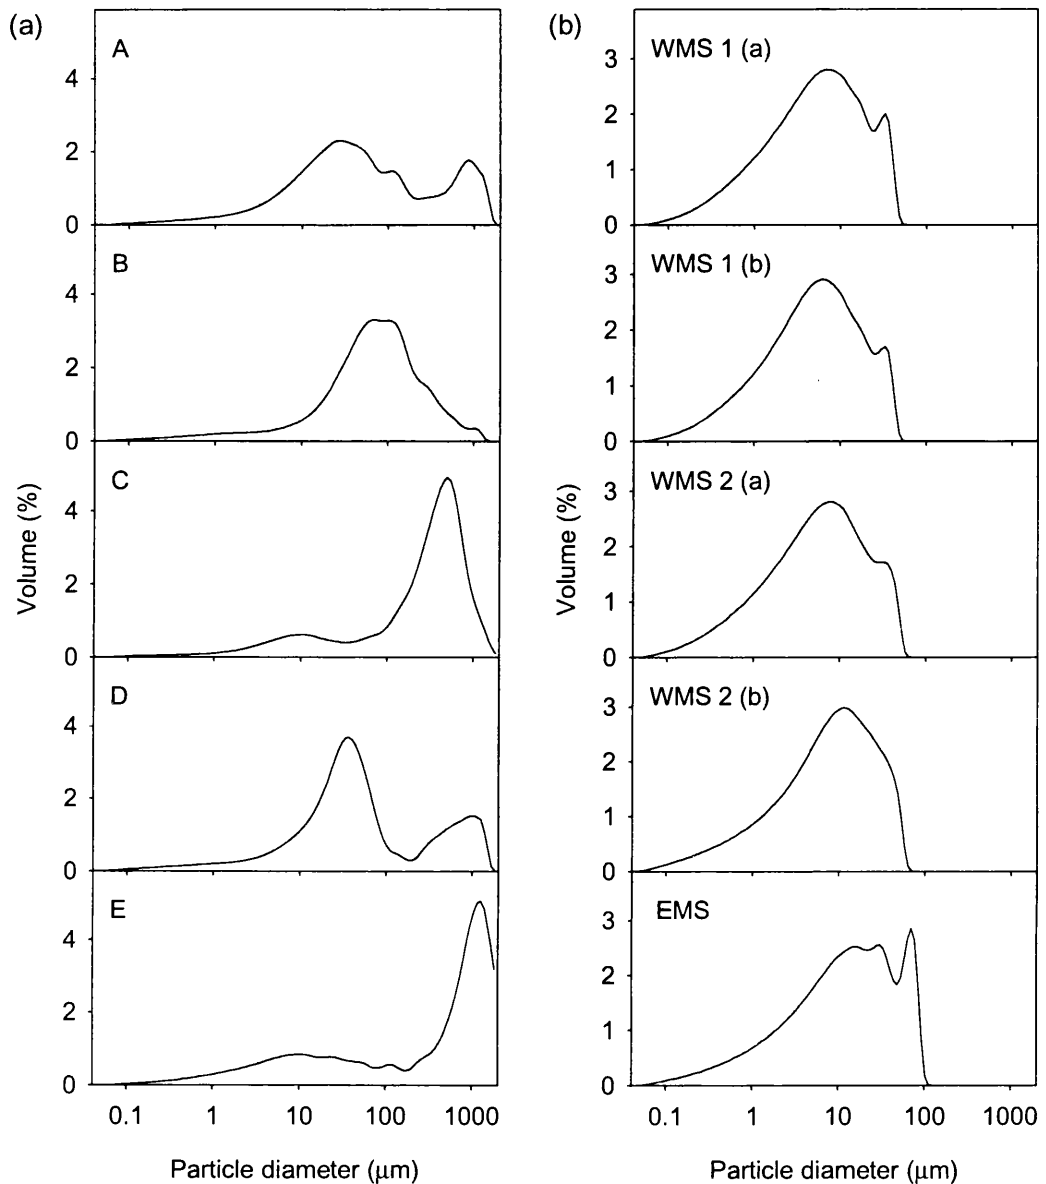 (a)
A
4
2
0
B
4
2
0
C
4
2
0
D
4
2
0
E
4
2
0
0.1 1 10 100 1000
Particle diameter (μm)
Volume (%)
(b)
WMS 1 (a)
3
2
1
0
WMS 1 (b)
3
2
1
0
WMS 2 (a)
3
2
1
0
WMS 2 (b)
3
2
1
0
EMS
3
2
1
0
0.1 1 10 100 1000
Particle diameter (μm)
Volume (%)